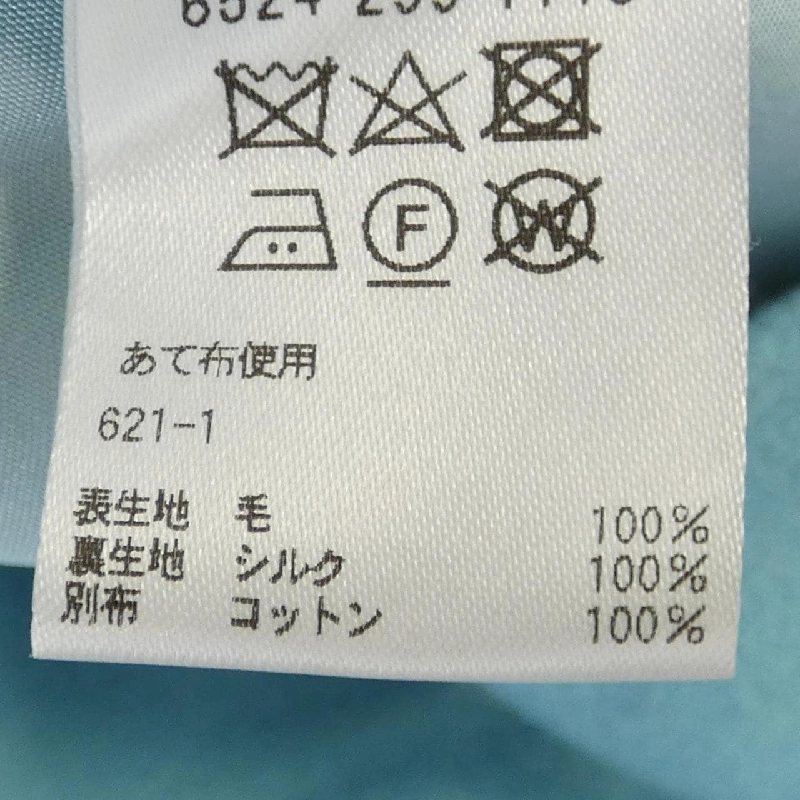 F W
あて布使用
621-1
表生地 毛 100%
裏生地 シルク 100%
別布 コットン 100%